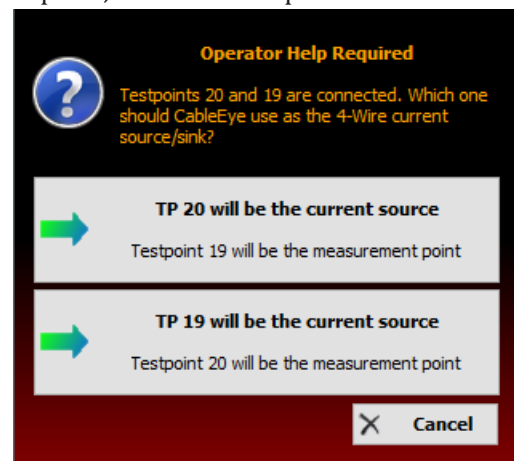 Operator Help Required
Testpoints 20 and 19 are connected. Which one
should CableEye use as the 4-Wire current
source/sink?
TP 20 will be the current source
Testpoint 19 will be the measurement point
TP 19 will be the current source
Testpoint 20 will be the measurement point
Cancel